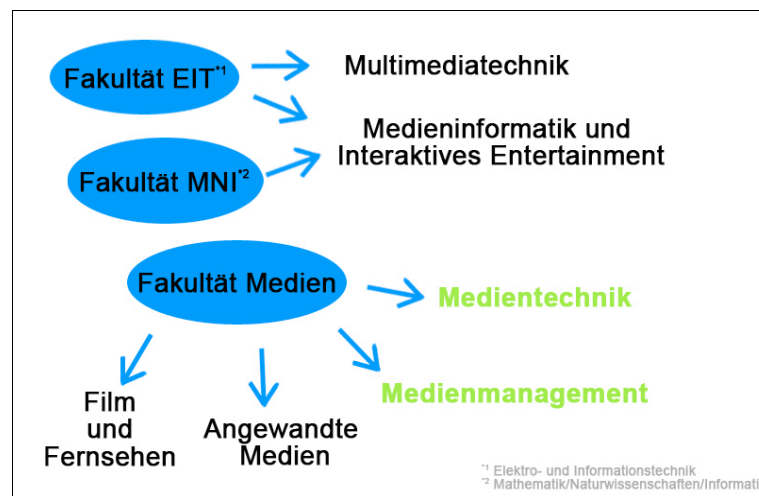 Fakultät EIT*1
Multimediatechnik
Medieninformatik und
Interaktives Entertainment
Fakultät MNI*2
Fakultät Medien
Medientechnik
Medienmanagement
Film
und
Fernsehen
Angewandte
Medien
*1 Elektro- und Informationstechnik
*2 Mathematik/Naturwissenschaften/Informati